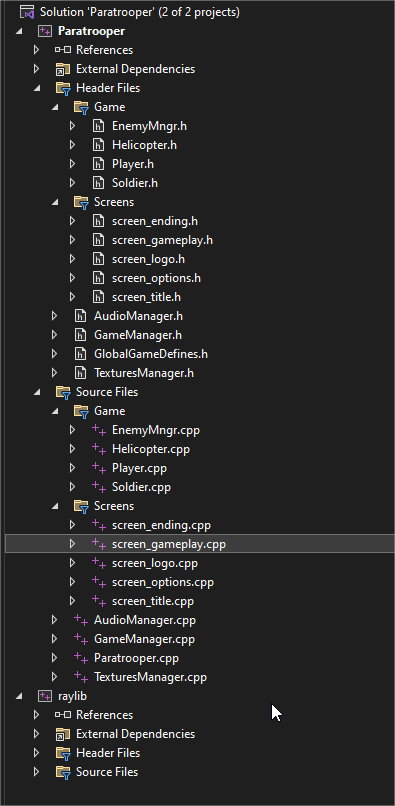 Solution 'Paratrooper' (2 of 2 projects)
Paratrooper
References
External Dependencies
Header Files
Game
EnemyMngr.h
Helicopter.h
Player.h
Soldier.h
Screens
screen_ending.h
screen_gameplay.h
screen_logo.h
screen_options.h
screen_title.h
AudioManager.h
GameManager.h
GlobalGameDefines.h
TexturesManager.h
Source Files
Game
EnemyMngr.cpp
Helicopter.cpp
Player.cpp
Soldier.cpp
Screens
screen_ending.cpp
screen_gameplay.cpp
screen_logo.cpp
screen_options.cpp
screen_title.cpp
AudioManager.cpp
GameManager.cpp
Paratrooper.cpp
TexturesManager.cpp
raylib
References
External Dependencies
Header Files
Source Files